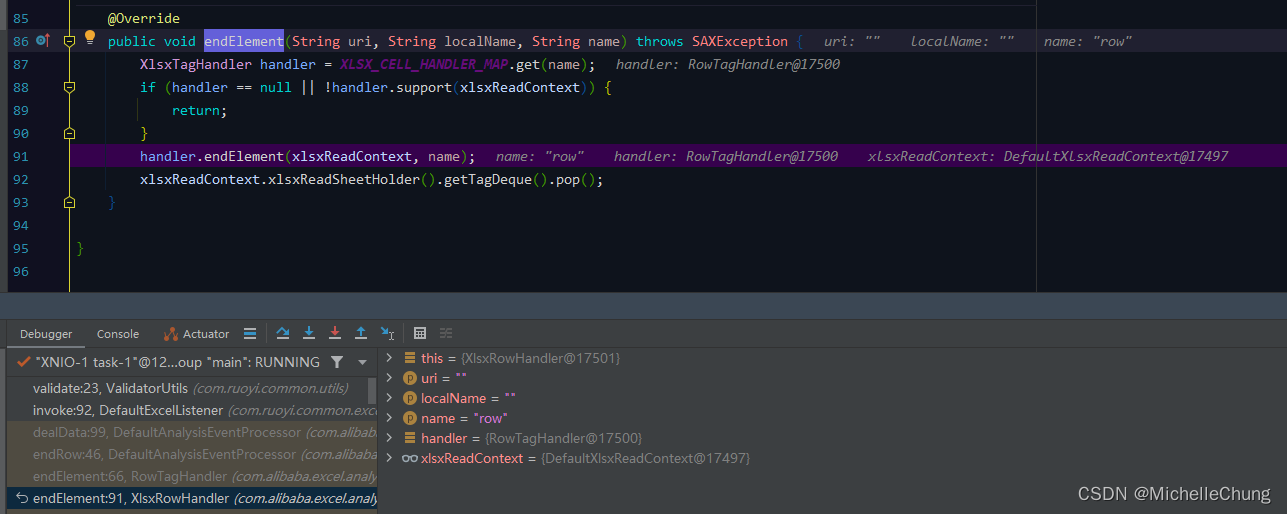 85 @Override
86 public void endElement(String uri, String localName, String name) throws SAXException { uri: "" localName: "" name: "row"
87 XlsxTagHandler handler = XLSX_CELL_HANDLER_MAP.get(name); handler: RowTagHandler@17500
88 if (handler == null || !handler.support(xlsxReadContext)) {
89 return;
90 }
91 handler.endElement(xlsxReadContext, name); name: "row" handler: RowTagHandler@17500 xlsxReadContext: DefaultXlsxReadContext@17497
92 xlsxReadContext.xlsxReadSheetHolder().getTagDeque().pop();
93 }
94
95 }
96
Debugger Console Actuator
"XNIO-1 task-1"@12...oup "main": RUNNING
validate:23, ValidatorUtils (com.ruoyi.common.utils)
invoke:92, DefaultExcelListener (com.ruoyi.common.exce
dealData:99, DefaultAnalysisEventProcessor (com.alibaba
endRow:46, DefaultAnalysisEventProcessor (com.alibaba.
endElement:66, RowTagHandler (com.alibaba.excel.analy
endElement:91, XlsxRowHandler (com.alibaba.excel.analy
this = {XlsxRowHandler@17501}
uri = ""
localName = ""
name = "row"
handler = {RowTagHandler@17500}
xlsxReadContext = {DefaultXlsxReadContext@17497}
CSDN @MichelleChung